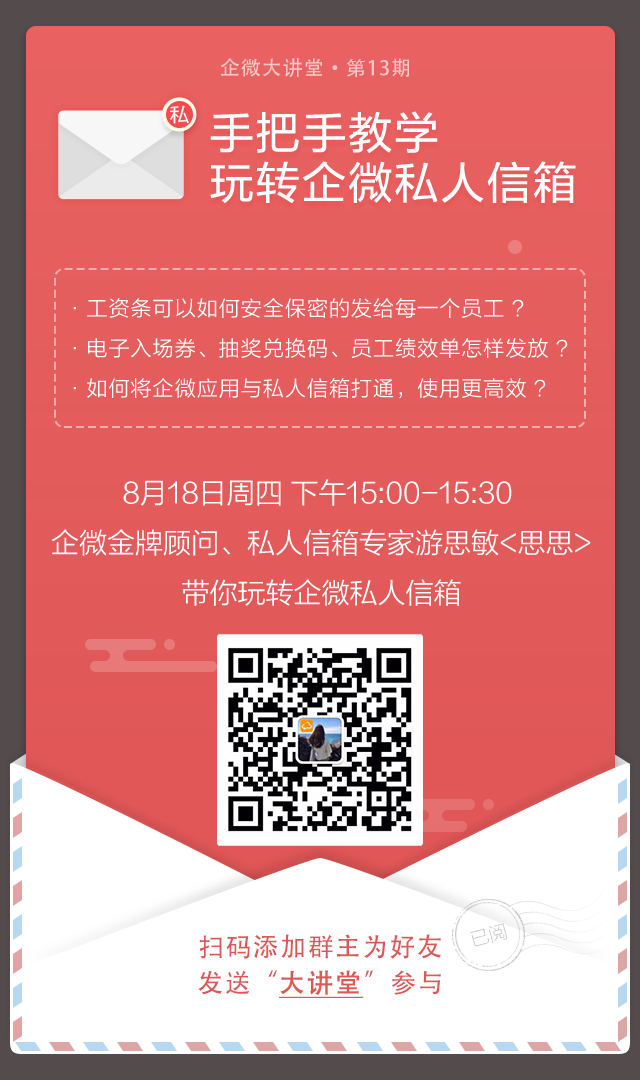 企微大讲堂·第13期
私
手把手教学
玩转企微私人信箱
· 工资条可以如何安全保密的发给每一个员工？
· 电子入场券、抽奖兑换码、员工绩效单怎样发放？
· 如何将企微应用与私人信箱打通，使用更高效？
8月18日周四 下午15:00-15:30
企微金牌顾问、私人信箱专家游思敏<思思>
带你玩转企微私人信箱
扫码添加群主为好友
发送“大讲堂”参与
已阅